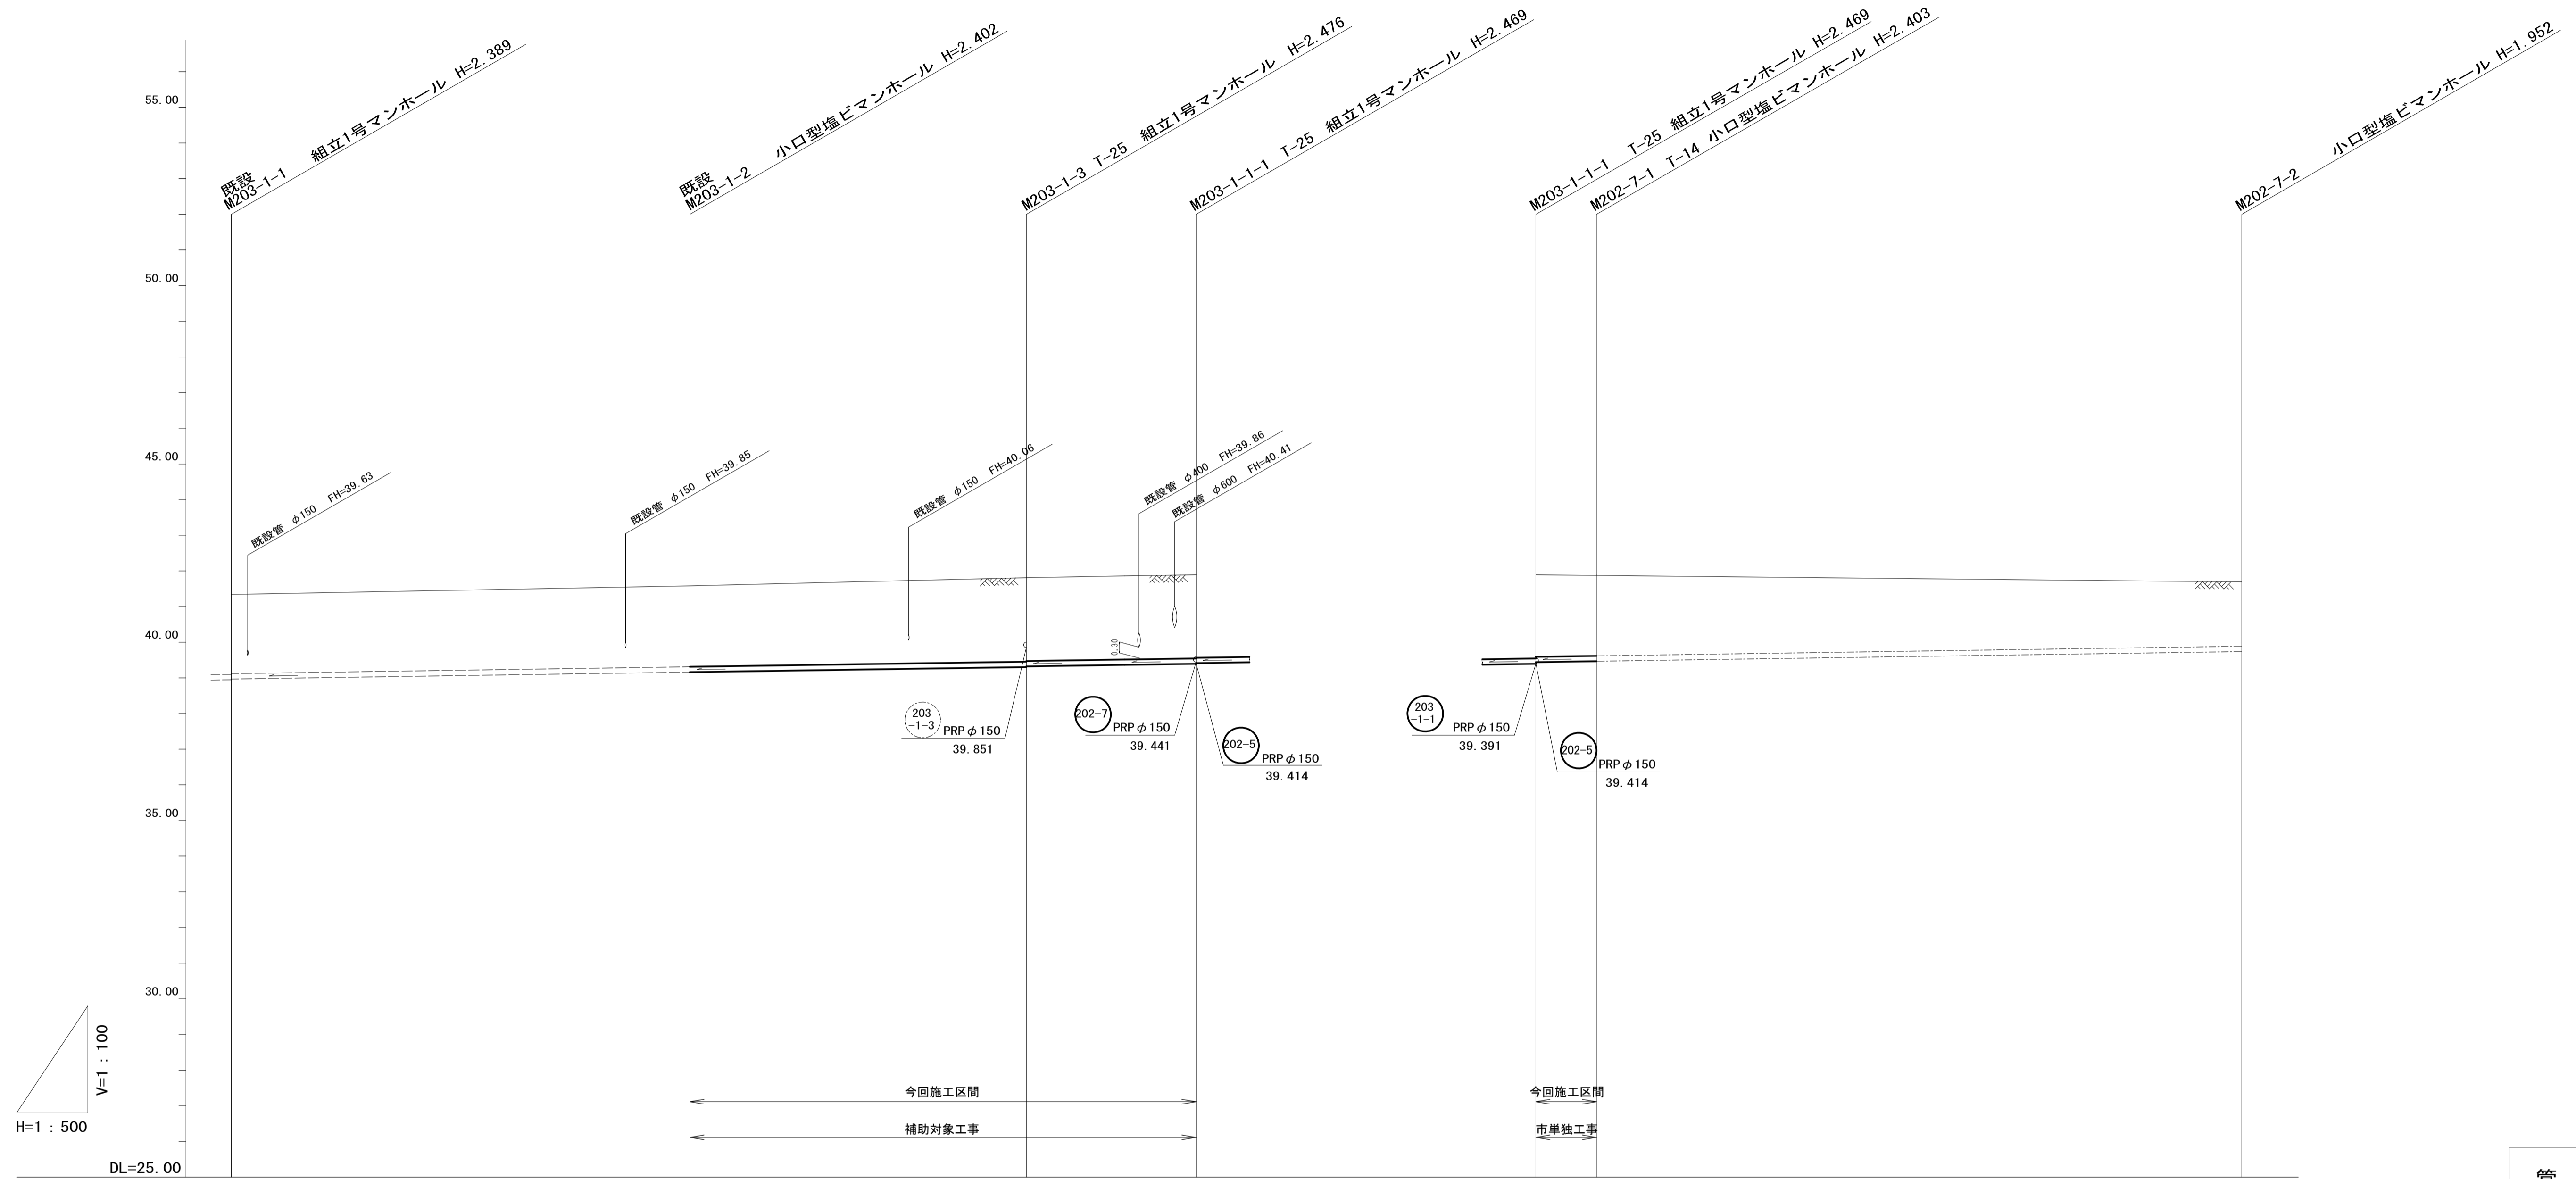 既設
M203-1-1　組立1号マンホール H=2.389
既設
M203-1-2　小口型塩ビマンホール H=2.402
M203-1-3 T-25 組立1号マンホール H=2.476
M203-1-1-1 T-25 組立1号マンホール H=2.469
M203-1-1-1 T-25 組立1号マンホール H=2.469
M202-7-1 T-14 小口型塩ビマンホール H=2.403
M202-7-2　小口型塩ビマンホール H=1.952
55.00
50.00
45.00
40.00
35.00
30.00
DL=25.00
既設管 φ150 FH=39.63
既設管 φ150 FH=39.85
既設管 φ150 FH=40.06
既設管 φ400 FH=39.86
既設管 φ600 FH=40.41
0.30
203
-1-3
PRPφ150
39.851
202-7
PRPφ150
39.441
202-5
PRPφ150
39.414
203
-1-1
PRPφ150
39.391
202-5
PRPφ150
39.414
V=1 : 100
H=1 : 500
今回施工区間
補助対象工事
今回施工区間
市単独工事